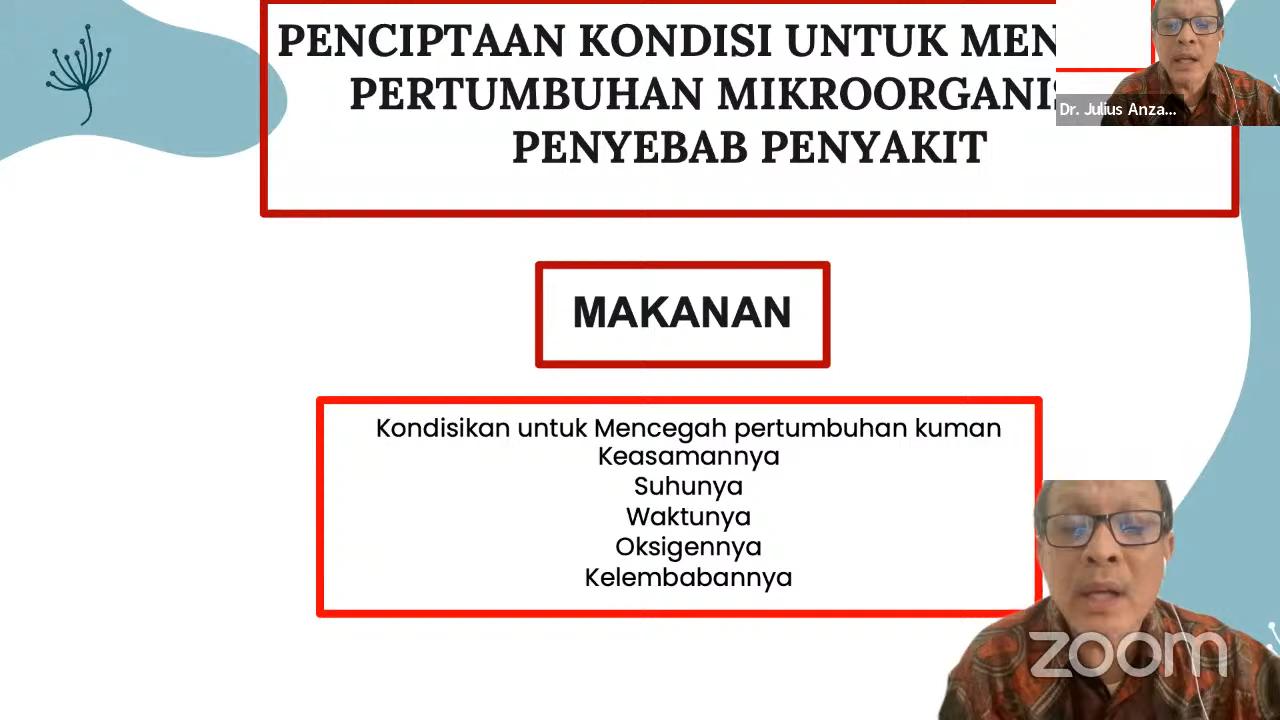 PENCIPTAAN KONDISI UNTUK MEN
PERTUMBUHAN MIKROORGANI
PENYEBAB PENYAKIT
Dr. Julius Anza...
MAKANAN
Kondisikan untuk Mencegah pertumbuhan kuman
Keasamannya
Suhunya
Waktunya
Oksigennya
Kelembabannya
zoom